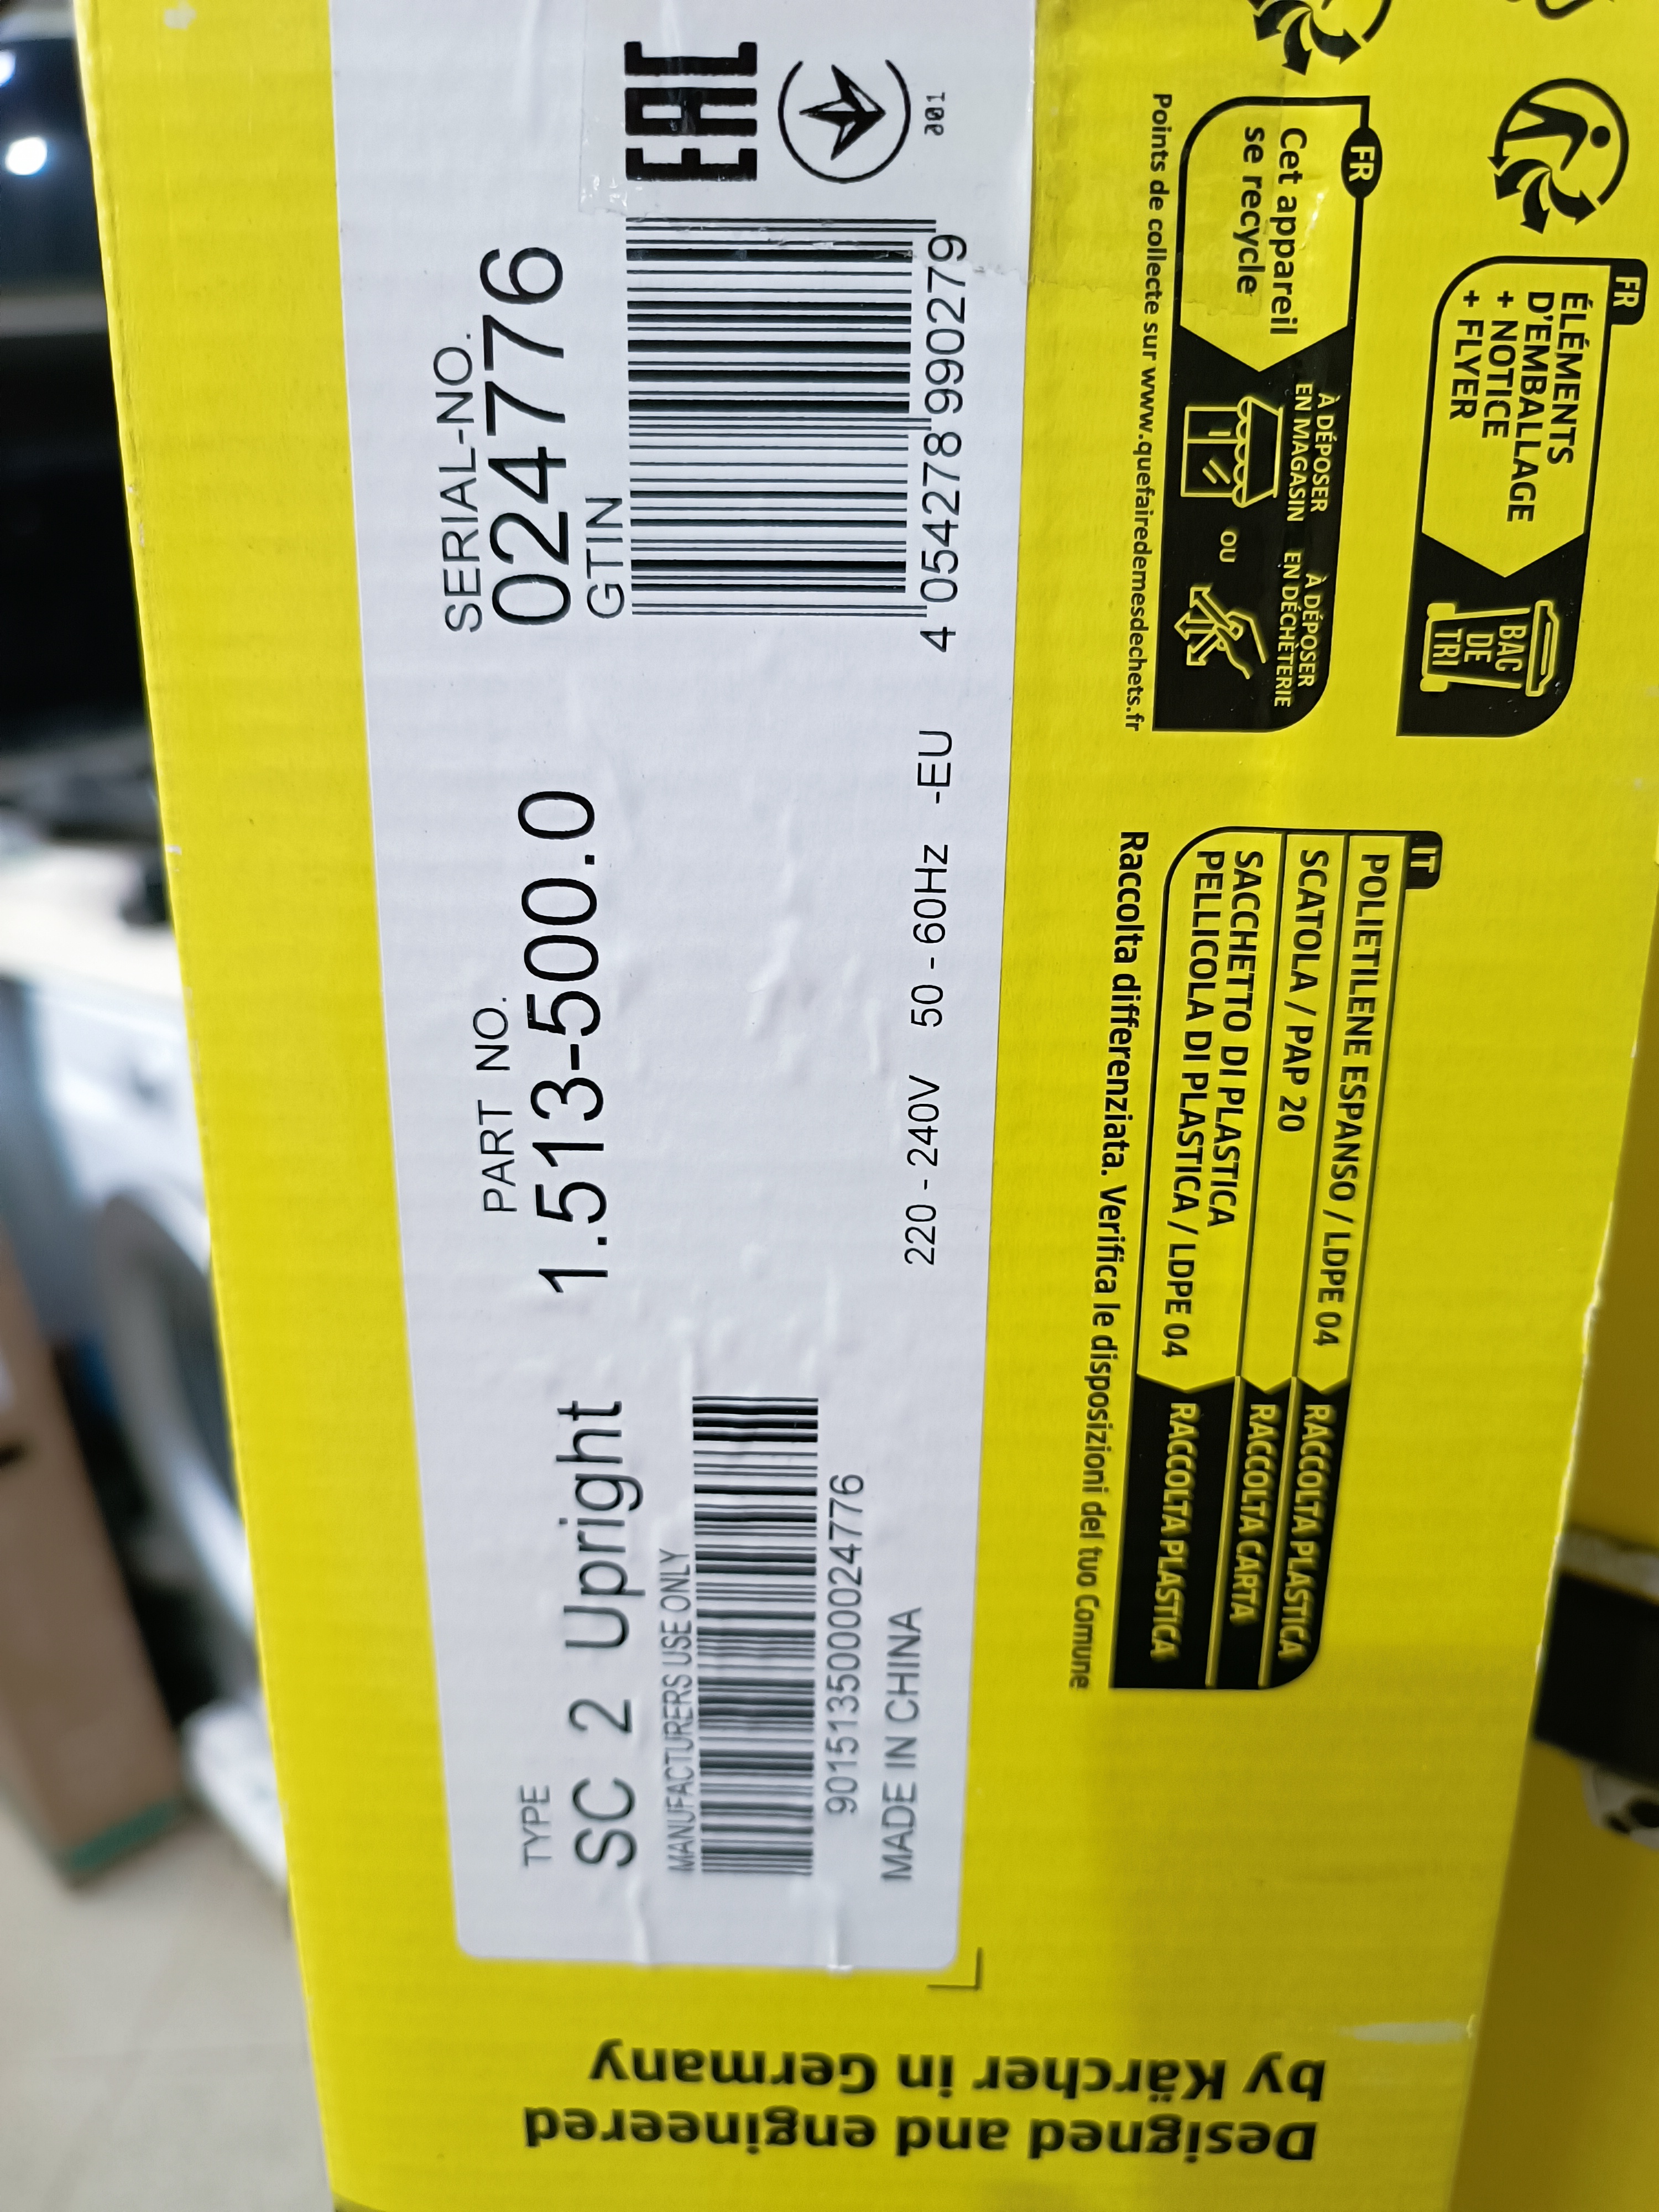 TYPE
SC 2 Upright
MANUFACTURERS USE ONLY
901513500024776
MADE IN CHINA
PART NO.
1.513-500.0
220 - 240V 50 - 60Hz -EU
SERIAL-NO.
024776
GTIN
4 054278 990279
EAC
001
FR
ÉLÉMENTS
D'EMBALLAGE
+ NOTICE
+ FLYER
BAC
DE
TRI
FR
Cet appareil
se recycle
À DÉPOSER
EN MAGASIN
OU
À DÉPOSER
EN DÉCHÈTERIE
Points de collecte sur www.quefairedemesdechets.fr
IT
POLIETILENE ESPANSO / LDPE 04 RACCOLTA PLASTICA
SCATOLA / PAP 20 RACCOLTA CARTA
SACCHETTO DI PLASTICA
PELLICOLA DI PLASTICA / LDPE 04 RACCOLTA PLASTICA
Raccolta differenziata. Verifica le disposizioni del tuo Comune
Designed and engineered
by Kärcher in Germany